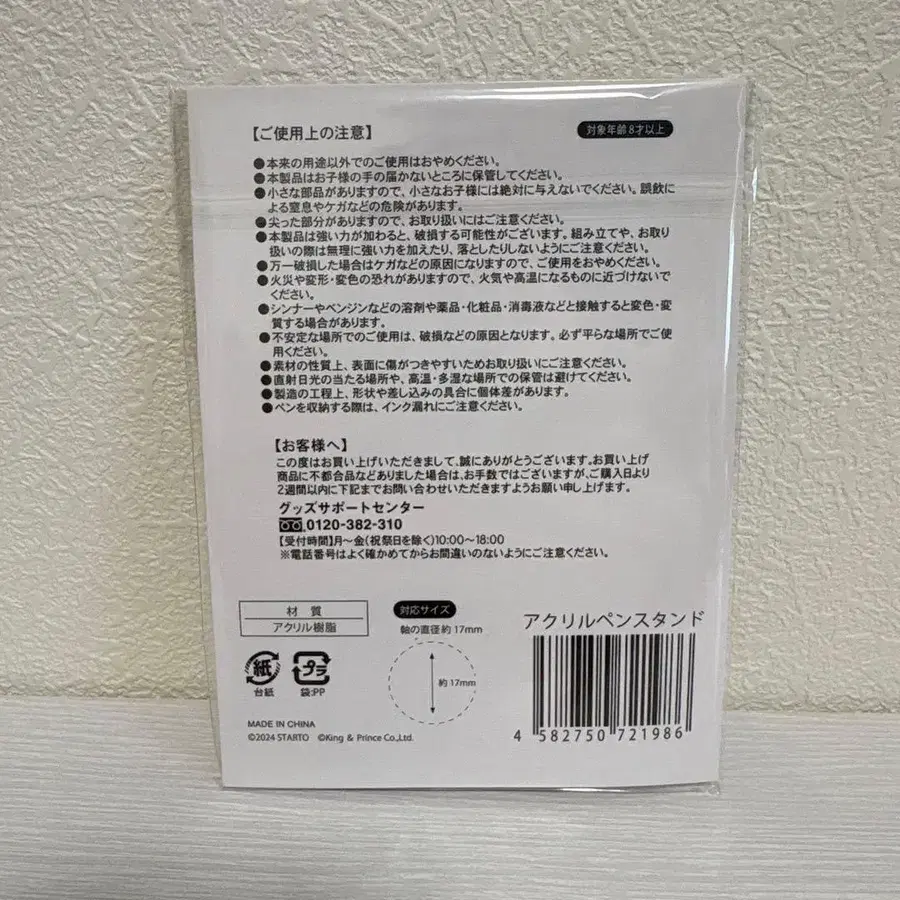 【ご使用上の注意】
対象年齢8才以上
●本来の用途以外でのご使用はおやめください。
●本製品はお子様の手の届かないところに保管してください。
●小さな部品がありますので、小さなお子様には絶対に与えないでください。誤飲に
よる窒息やケガなどの危険があります。
●尖った部分がありますので、お取り扱いにはご注意ください。
●本製品は強い力が加わると、破損する可能性がございます。組み立てや、お取り
扱いの際は無理に強い力を加えたり、落としたりしないようにご注意ください。
●万一破損した場合はケガなどの原因になりますので、ご使用をおやめください。
●火災や変形・変色の恐れがありますので、火気や高温になるものに近づけないで
ください。
●シンナーやベンジンなどの溶剤や薬品・化粧品・消毒液などと接触すると変色・変
質する場合があります。
●不安定な場所でのご使用は、破損などの原因となります。必ず平らな場所でご使
用ください。
●素材の性質上、表面に傷がつきやすいためお取り扱いにご注意ください。
●直射日光の当たる場所や、高温・多湿な場所での保管は避けてください。
●製造の工程上、形状や差し込みの具合に個体差があります。
●ペンを収納する際は、インク漏れにご注意ください。
【お客様へ】
この度はお買い上げいただきまして、誠にありがとうございます。お買い上げ
商品に不都合品などありました場合は、お手数ではございますが、ご購入日より
2週間以内に下記までお問い合わせいただきますようお願い申し上げます。
グッズサポートセンター
0120-382-310
【受付時間】月〜金(祝祭日を除く)10:00〜18:00
※電話番号はよく確かめてからお間違いのないようにご注意ください。
材 質
アクリル樹脂
対応サイズ
軸の直径 約17mm
約17mm
アクリルペンスタンド
紙
台紙
プラ
袋:PP
MADE IN CHINA
©2024 STARTO ©King & Prince Co.,Ltd.
4 582750 721986